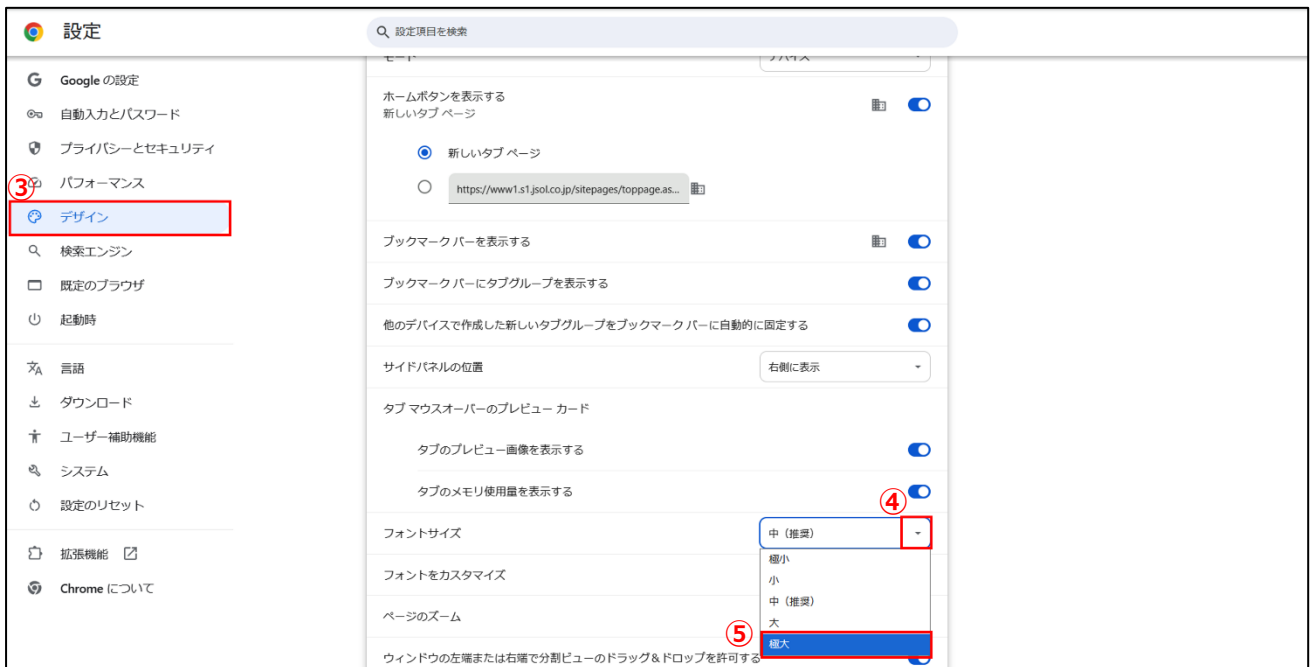 設定
設定項目を検索
Google の設定
自動入力とパスワード
プライバシーとセキュリティ
③
パフォーマンス
デザイン
検索エンジン
既定のブラウザ
起動時
言語
ダウンロード
ユーザー補助機能
システム
設定のリセット
拡張機能
Chrome について
モード
デバイス
ホームボタンを表示する
新しいタブ ページ
新しいタブ ページ
https://www1.s1.jsol.co.jp/sitepages/toppage.as...
ブックマーク バーを表示する
ブックマーク バーにタブグループを表示する
他のデバイスで作成した新しいタブグループをブックマーク バーに自動的に固定する
サイドパネルの位置
右側に表示
タブ マウスオーバーのプレビュー カード
タブのプレビュー画像を表示する
タブのメモリ使用量を表示する
④
フォントサイズ
中（推奨）
極小
小
中（推奨）
大
⑤
極大
フォントをカスタマイズ
ページのズーム
ウィンドウの左端または右端で分割ビューのドラッグ＆ドロップを許可する